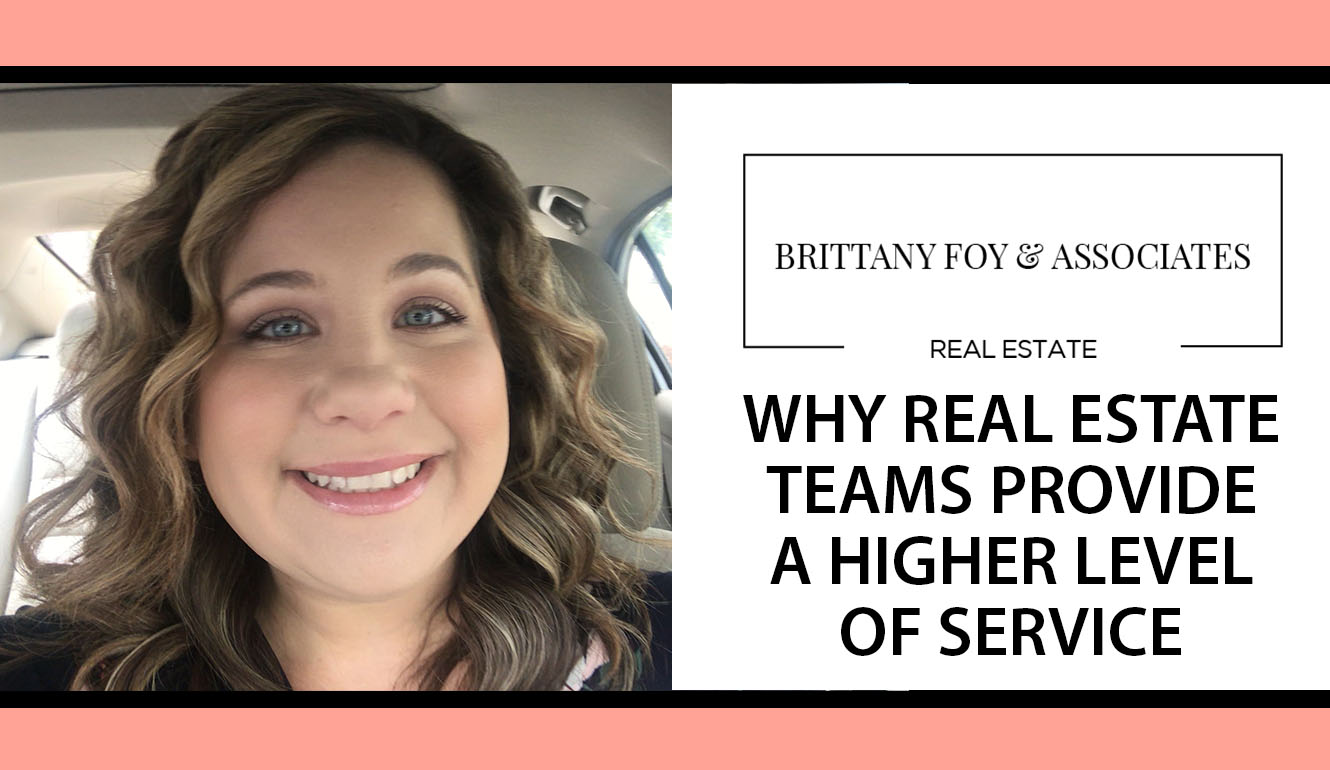 BRITTANY FOY & ASSOCIATES
REAL ESTATE
WHY REAL ESTATE
TEAMS PROVIDE
A HIGHER LEVEL
OF SERVICE